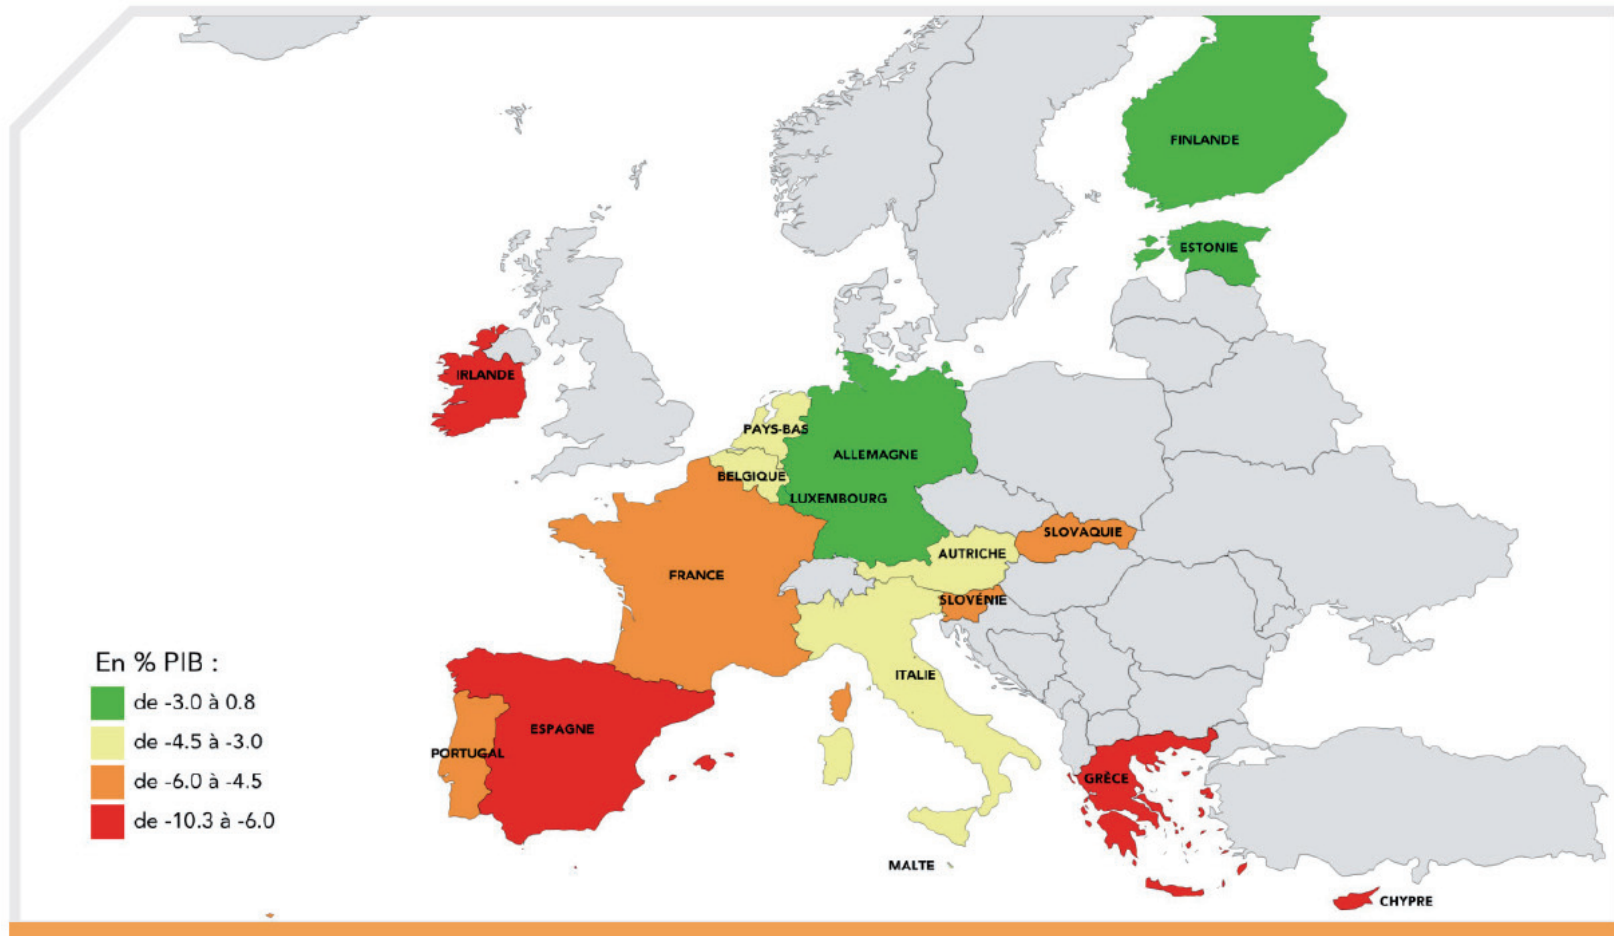 FINLANDE
ESTONIE
IRLANDE
PAYS-BAS
ALLEMAGNE
BELGIQUE
LUXEMBOURG
SLOVAQUIE
AUTRICHE
FRANCE
SLOVÉNIE
ITALIE
ESPAGNE
PORTUGAL
GRÈCE
MALTE
CHYPRE
En % PIB :
de -3.0 à 0.8
de -4.5 à -3.0
de -6.0 à -4.5
de -10.3 à -6.0